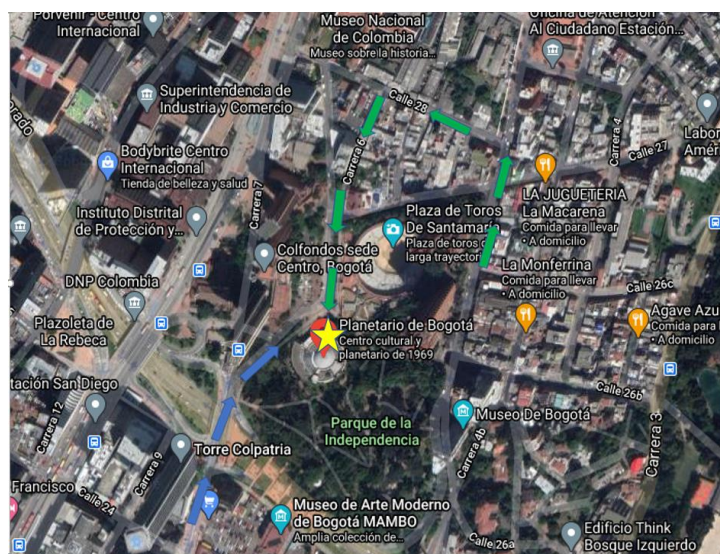 Porvenir - Centro
Internacional
Museo Nacional
de Colombia
Museo sobre la historia...
Oficina de Atención
Al Ciudadano Estación...
Superintendencia de
Industria y Comercio
Calle 28
Carrera 4
Labor
Améri
Calle 27
Carrera 6
Bodybrite Centro
Internacional
Tienda de belleza y salud
LA JUGUETERIA
La Macarena
Comida para llevar
• A domicilio
Carrera 7
Instituto Distrital
de Protección y...
Plaza de Toros
De Santamaría
Plaza de toros de
larga trayectoria
Colfondos sede
Centro, Bogotá
La Monferrina
Comida para llevar
• A domicilio
Calle 26c
DNP Colombia
Plazoleta de
La Rebeca
Planetario de Bogotá
Centro cultural y
planetario de 1969
Agave Azu
Comida para
• A domicilio
tación San Diego
Calle 26b
Carrera 12
Museo De Bogotá
Parque de la
Independencia
Torre Colpatria
Carrera 9
Carrera 4b
Carrera 3
Francisco
Calle 24
Museo de Arte Moderno
de Bogotá MAMBO
Amplia colección de...
Calle 26a
Edificio Think
Bosque Izquierdo